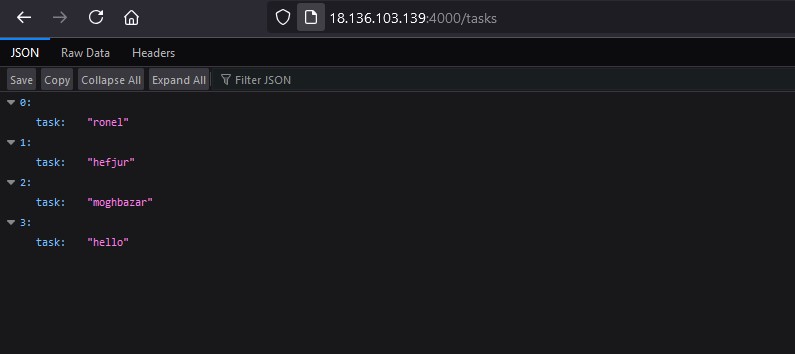 18.136.103.139:4000/tasks
JSON Raw Data Headers
Save Copy Collapse All Expand All Filter JSON
0:
task: "ronel"
1:
task: "hefjur"
2:
task: "moghbazar"
3:
task: "hello"